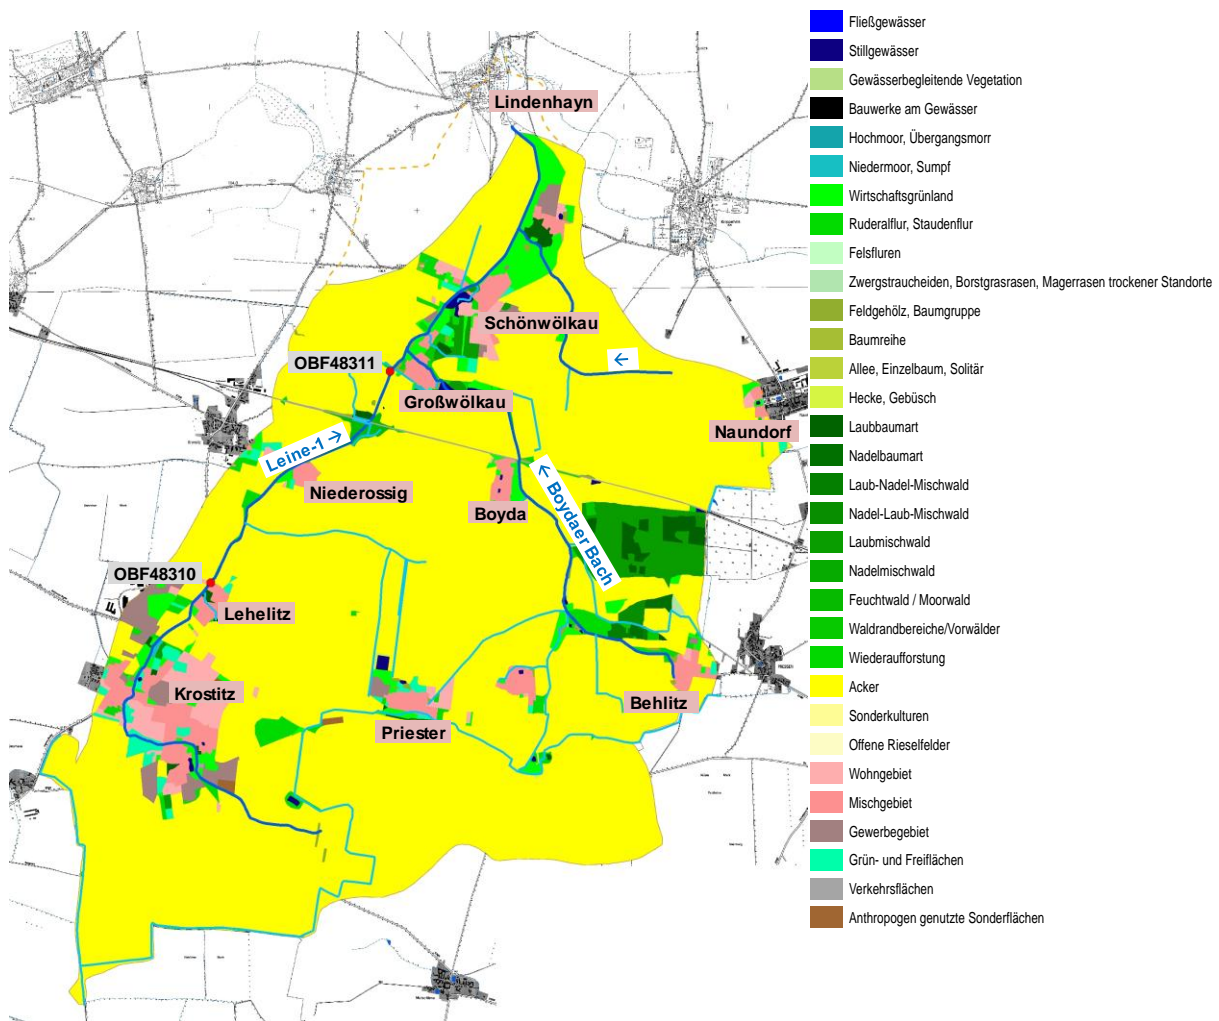 Lindenhayn
Schönwölkau
OBF48311
←
Großwölkau
Naundorf
Leine-1 →
Niederossig
Boyda
← Boydaer Bach
OBF48310
Lehelitz
Krostitz
Behlitz
Priester
Fließgewässer
Stillgewässer
Gewässerbegleitende Vegetation
Bauwerke am Gewässer
Hochmoor, Übergangsmorr
Niedermoor, Sumpf
Wirtschaftsgrünland
Ruderalflur, Staudenflur
Felsfluren
Zwergstraucheiden, Borstgrasrasen, Magerrasen trockener Standorte
Feldgehölz, Baumgruppe
Baumreihe
Allee, Einzelbaum, Solitär
Hecke, Gebüsch
Laubbaumart
Nadelbaumart
Laub-Nadel-Mischwald
Nadel-Laub-Mischwald
Laubmischwald
Nadelmischwald
Feuchtwald / Moorwald
Waldrandbereiche/Vorwälder
Wiederaufforstung
Acker
Sonderkulturen
Offene Rieselfelder
Wohngebiet
Mischgebiet
Gewerbegebiet
Grün- und Freiflächen
Verkehrsflächen
Anthropogen genutzte Sonderflächen